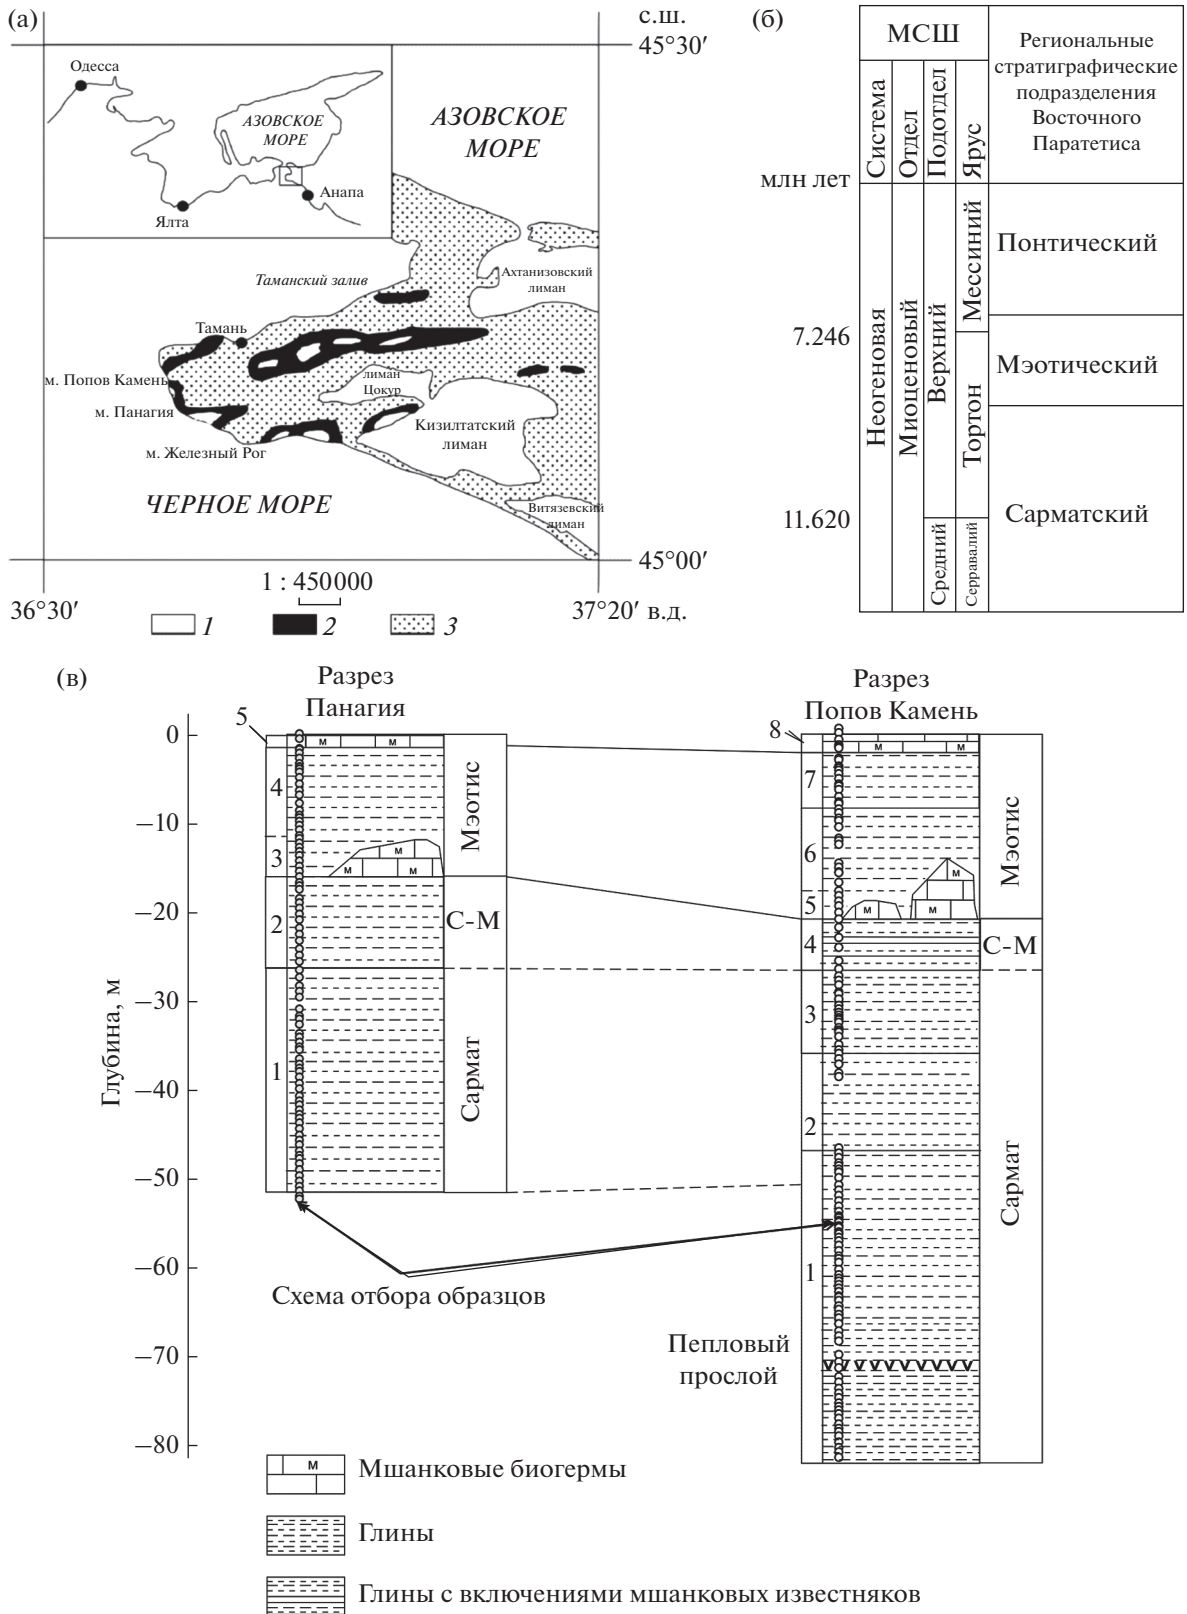 (а)
с.ш.
45°30′
Одесса
АЗОВСКОЕ
МОРЕ
Анапа
Ялта
АЗОВСКОЕ
МОРЕ
Таманский залив
Ахтанизовский
лиман
Тамань
м. Попов Камень
лиман
Цокур
м. Панагия
Кизилтатский
лиман
м. Железный Рог
ЧЕРНОЕ МОРЕ
Витязевский
лиман
45°00′
1 : 450000
36°30′
37°20′ в.д.
1
2
3
(б)
МСШ
Региональные
стратиграфические
подразделения
Восточного
Паратетиса
Система
Отдел
Подотдел
Ярус
млн лет
7.246
11.620
Неогеновая
Миоценовый
Верхний
Средний
Мессиний
Тортон
Серравалий
Понтический
Мэотический
Сарматский
(в)
Разрез
Панагия
Разрез
Попов Камень
Глубина, м
0
−10
−20
−30
−40
−50
−60
−70
−80
5
4
3
2
1
м м
м
м м
Мэотис
С-М
Сармат
8
7
6
5
4
3
2
1
м
м м
м
м м
Мэотис
С-М
Сармат
Схема отбора образцов
Пепловый
прослой
м
Мшанковые биогермы
Глины
Глины с включениями мшанковых известняков